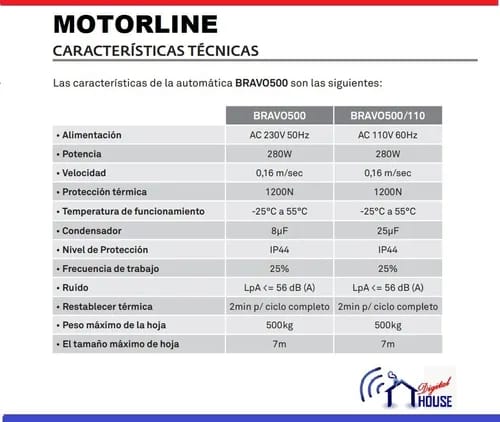 MOTORLINE
CARACTERÍSTICAS TÉCNICAS
Las características de la automática BRAVO500 son las siguientes:
BRAVO500 BRAVO500/110
• Alimentación AC 230V 50Hz AC 110V 60Hz
• Potencia 280W 280W
• Velocidad 0,16 m/sec 0,16 m/sec
• Protección térmica 1200N 1200N
• Temperatura de funcionamiento -25°C a 55°C -25°C a 55°C
• Condensador 8µF 25µF
• Nivel de Protección IP44 IP44
• Frecuencia de trabajo 25% 25%
• Ruido LpA <= 56 dB (A) LpA <= 56 dB (A)
• Restablecer térmica 2min p/ ciclo completo 2min p/ ciclo completo
• Peso máximo de la hoja 500kg 500kg
• El tamaño máximo de hoja 7m 7m
Digital
HOUSE